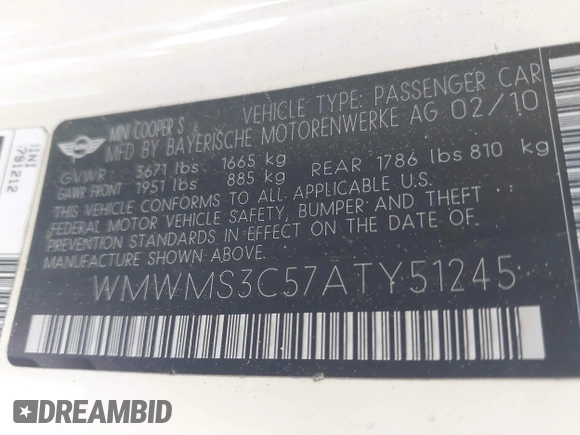 MINI COOPER S
VEHICLE TYPE: PASSENGER CAR
MFD BY BAYERISCHE MOTORENWERKE AG 02/10
GVWR 3671 lbs 1665 kg
GAWR FRONT 1951 lbs 885 kg REAR 1786 lbs 810 kg
THIS VEHICLE CONFORMS TO ALL APPLICABLE U.S.
FEDERAL MOTOR VEHICLE SAFETY, BUMPER AND THEFT
PREVENTION STANDARDS IN EFFECT ON THE DATE OF
MANUFACTURE SHOWN ABOVE.
WMWMS3C57ATY51245
791212
DREAMBID